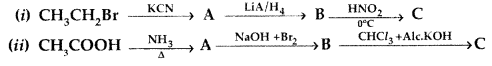 (i) CH₃CH₂Br —KCN→ A —LiA/H₄→ B —HNO₂ / 0°C→ C
(ii) CH₃COOH —NH₃ / Δ→ A —NaOH +Br₂→ B —CHCl₃+Alc.KOH→ C